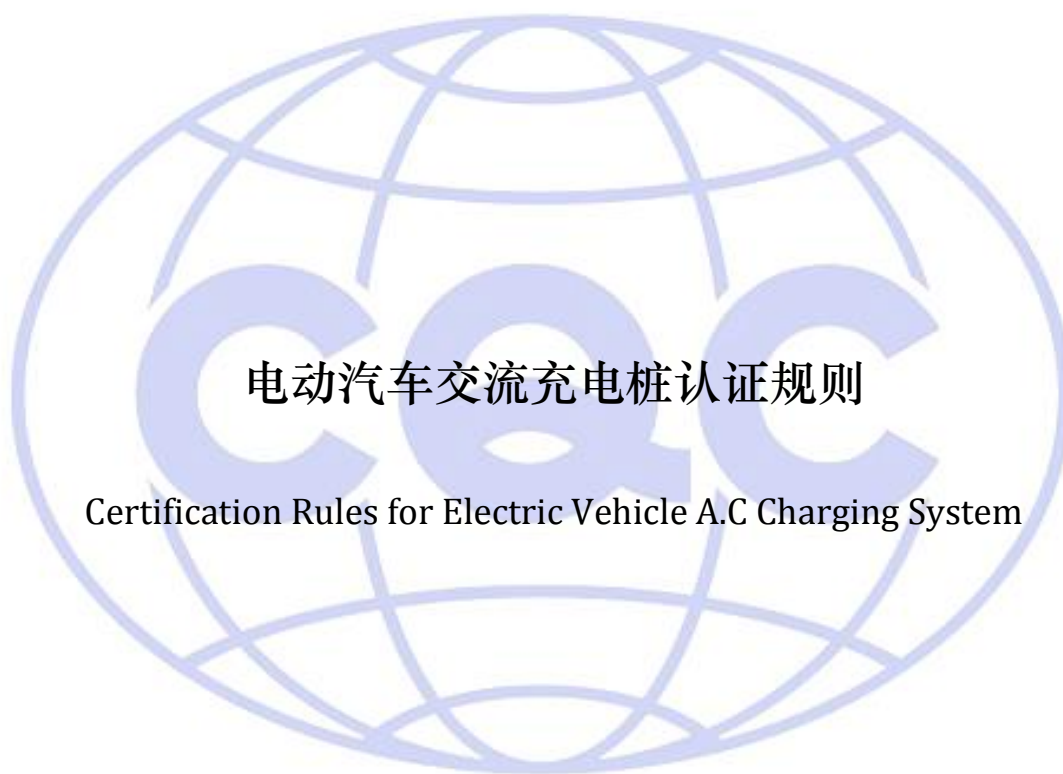 CQC
电动汽车交流充电桩认证规则
Certification Rules for Electric Vehicle A.C Charging System